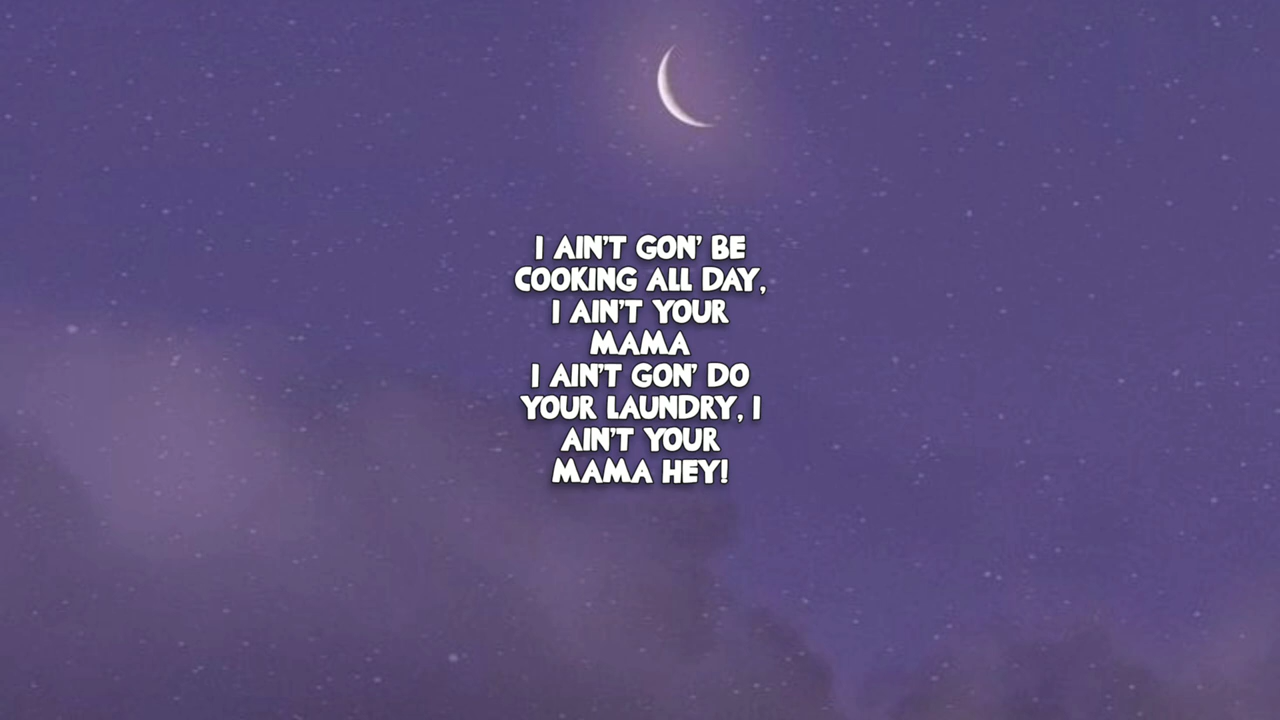 I AIN'T GON' BE
COOKING ALL DAY,
I AIN'T YOUR
MAMA
I AIN'T GON' DO
YOUR LAUNDRY, I
AIN'T YOUR
MAMA HEY!